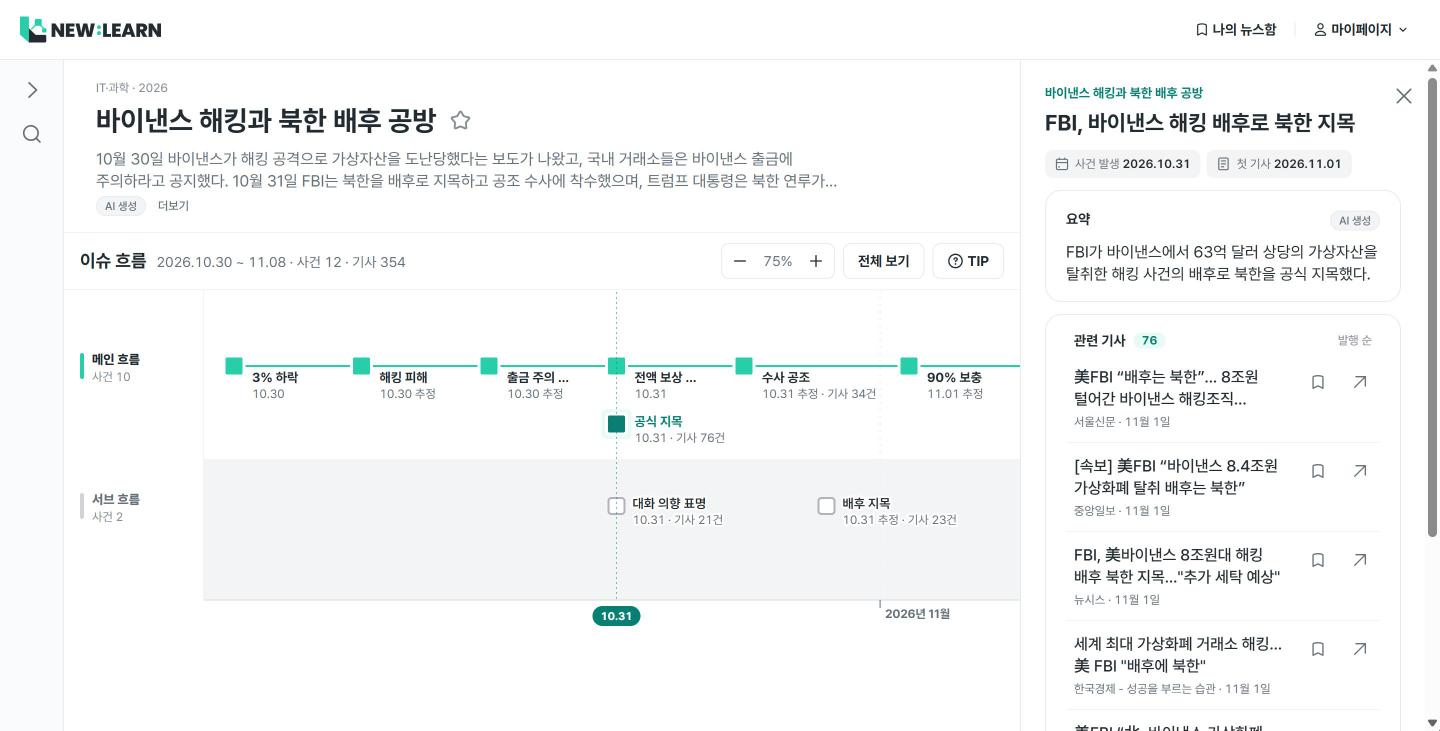 NEW:LEARN
나의 뉴스함
마이페이지
IT·과학 · 2026
바이낸스 해킹과 북한 배후 공방
10월 30일 바이낸스가 해킹 공격으로 가상자산을 도난당했다는 보도가 나왔고, 국내 거래소들은 바이낸스 출금에
주의하라고 공지했다. 10월 31일 FBI는 북한을 배후로 지목하고 공조 수사에 착수했으며, 트럼프 대통령은 북한 연루가...
AI 생성 더보기
이슈 흐름 2026.10.30 ~ 11.08 · 사건 12 · 기사 354
75%
전체 보기
TIP
메인 흐름
사건 10
3% 하락
10.30
해킹 피해
10.30 추정
출금 주의 ...
10.30 추정
전액 보상 ...
10.31
수사 공조
10.31 추정 · 기사 34건
90% 보충
11.01 추정
공식 지목
10.31 · 기사 76건
서브 흐름
사건 2
대화 의향 표명
10.31 · 기사 21건
배후 지목
10.31 추정 · 기사 23건
10.31
2026년 11월
바이낸스 해킹과 북한 배후 공방
FBI, 바이낸스 해킹 배후로 북한 지목
사건 발생 2026.10.31
첫 기사 2026.11.01
요약
AI 생성
FBI가 바이낸스에서 63억 달러 상당의 가상자산을
탈취한 해킹 사건의 배후로 북한을 공식 지목했다.
관련 기사 76
발행 순
美FBI “배후는 북한”... 8조원
털어간 바이낸스 해킹조직...
서울신문 · 11월 1일
[속보] 美FBI “바이낸스 8.4조원
가상화폐 탈취 배후는 북한”
중앙일보 · 11월 1일
FBI, 美바이낸스 8조원대 해킹
배후 북한 지목..."추가 세탁 예상"
뉴시스 · 11월 1일
세계 최대 가상화폐 거래소 해킹...
美 FBI "배후에 북한"
한국경제 - 성공을 부르는 습관 · 11월 1일